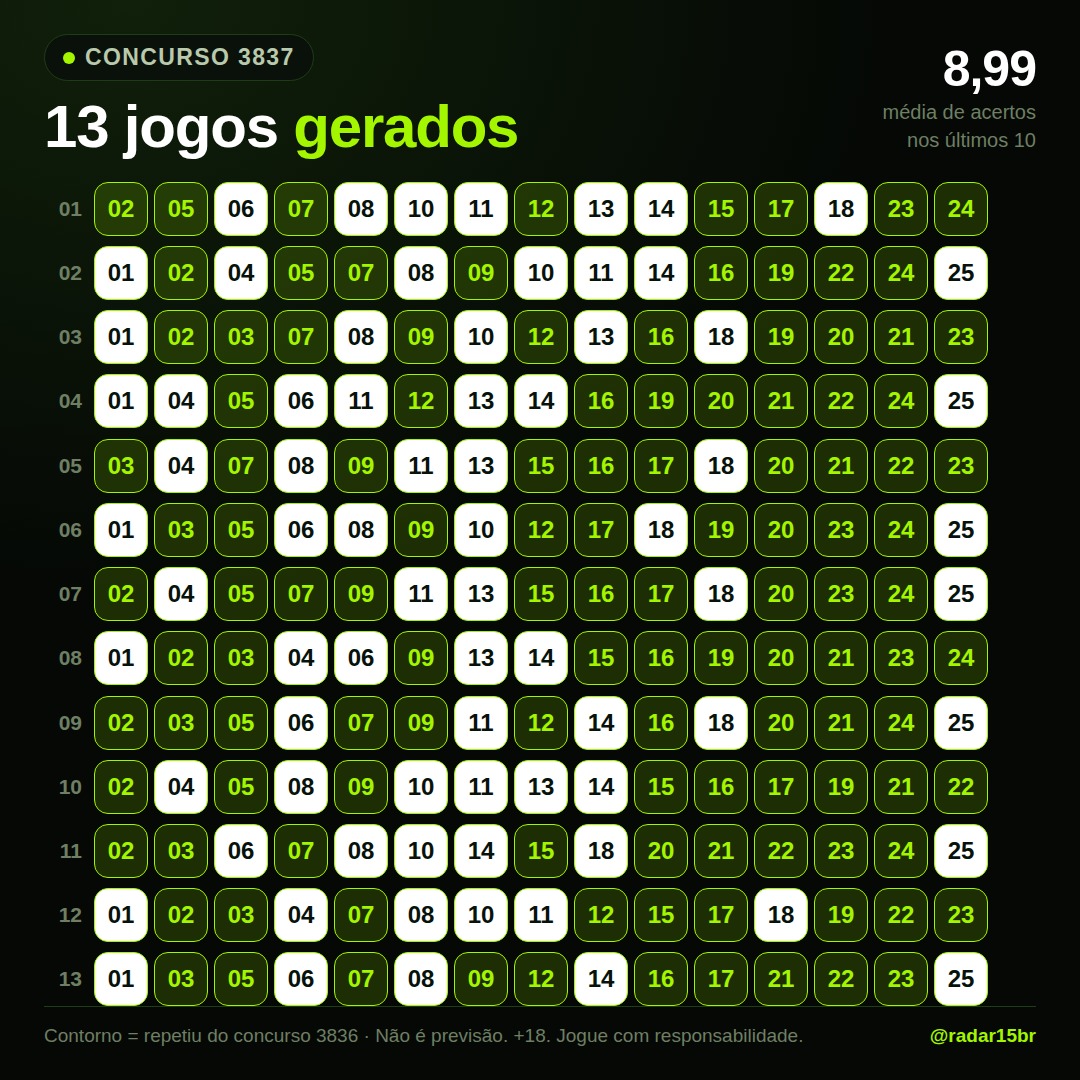 CONCURSO 3837
13 jogos gerados
8,99
média de acertos
nos últimos 10
01 02 05 06 07 08 10 11 12 13 14 15 17 18 23 24
02 01 02 04 05 07 08 09 10 11 14 16 19 22 24 25
03 01 02 03 07 08 09 10 12 13 16 18 19 20 21 23
04 01 04 05 06 11 12 13 14 16 19 20 21 22 24 25
05 03 04 07 08 09 11 13 15 16 17 18 20 21 22 23
06 01 03 05 06 08 09 10 12 17 18 19 20 23 24 25
07 02 04 05 07 09 11 13 15 16 17 18 20 23 24 25
08 01 02 03 04 06 09 13 14 15 16 19 20 21 23 24
09 02 03 05 06 07 09 11 12 14 16 18 20 21 24 25
10 02 04 05 08 09 10 11 13 14 15 16 17 19 21 22
11 02 03 06 07 08 10 14 15 18 20 21 22 23 24 25
12 01 02 03 04 07 08 10 11 12 15 17 18 19 22 23
13 01 03 05 06 07 08 09 12 14 16 17 21 22 23 25
Contorno = repetiu do concurso 3836 · Não é previsão. +18. Jogue com responsabilidade.
@radar15br